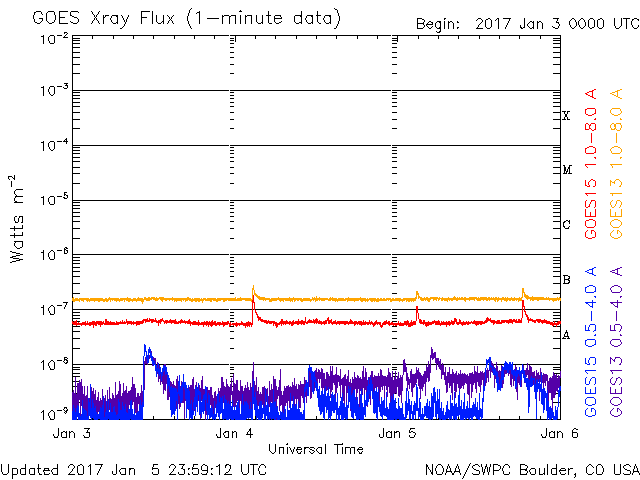 GOES Xray Flux (1-minute data)
Begin: 2017 Jan 3 0000 UTC
10⁻²
10⁻³
10⁻⁴
10⁻⁵
10⁻⁶
10⁻⁷
10⁻⁸
10⁻⁹
Watts m⁻²
X
M
C
B
A
GOES15 1.0-8.0 A
GOES13 1.0-8.0 A
GOES15 0.5-4.0 A
GOES13 0.5-4.0 A
Jan 3 Jan 4 Jan 5 Jan 6
Universal Time
Updated 2017 Jan 5 23:59:12 UTC
NOAA/SWPC Boulder, CO USA